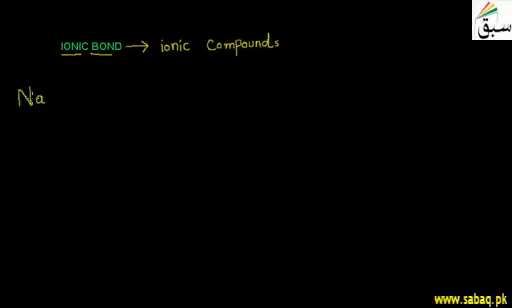 IONIC BOND → ionic Compounds
سبق
Na
www.sabaq.pk